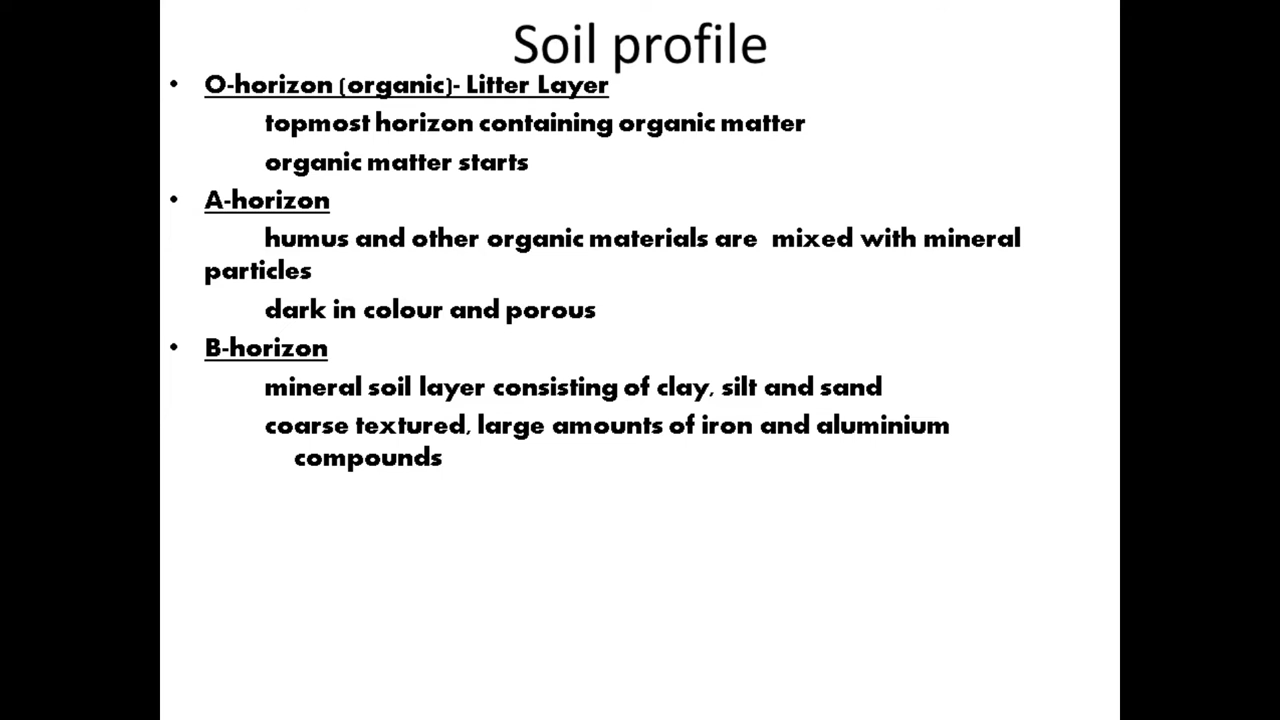 Soil profile
• O-horizon (organic)- Litter Layer
topmost horizon containing organic matter
organic matter starts
• A-horizon
humus and other organic materials are mixed with mineral
particles
dark in colour and porous
• B-horizon
mineral soil layer consisting of clay, silt and sand
coarse textured, large amounts of iron and aluminium
compounds